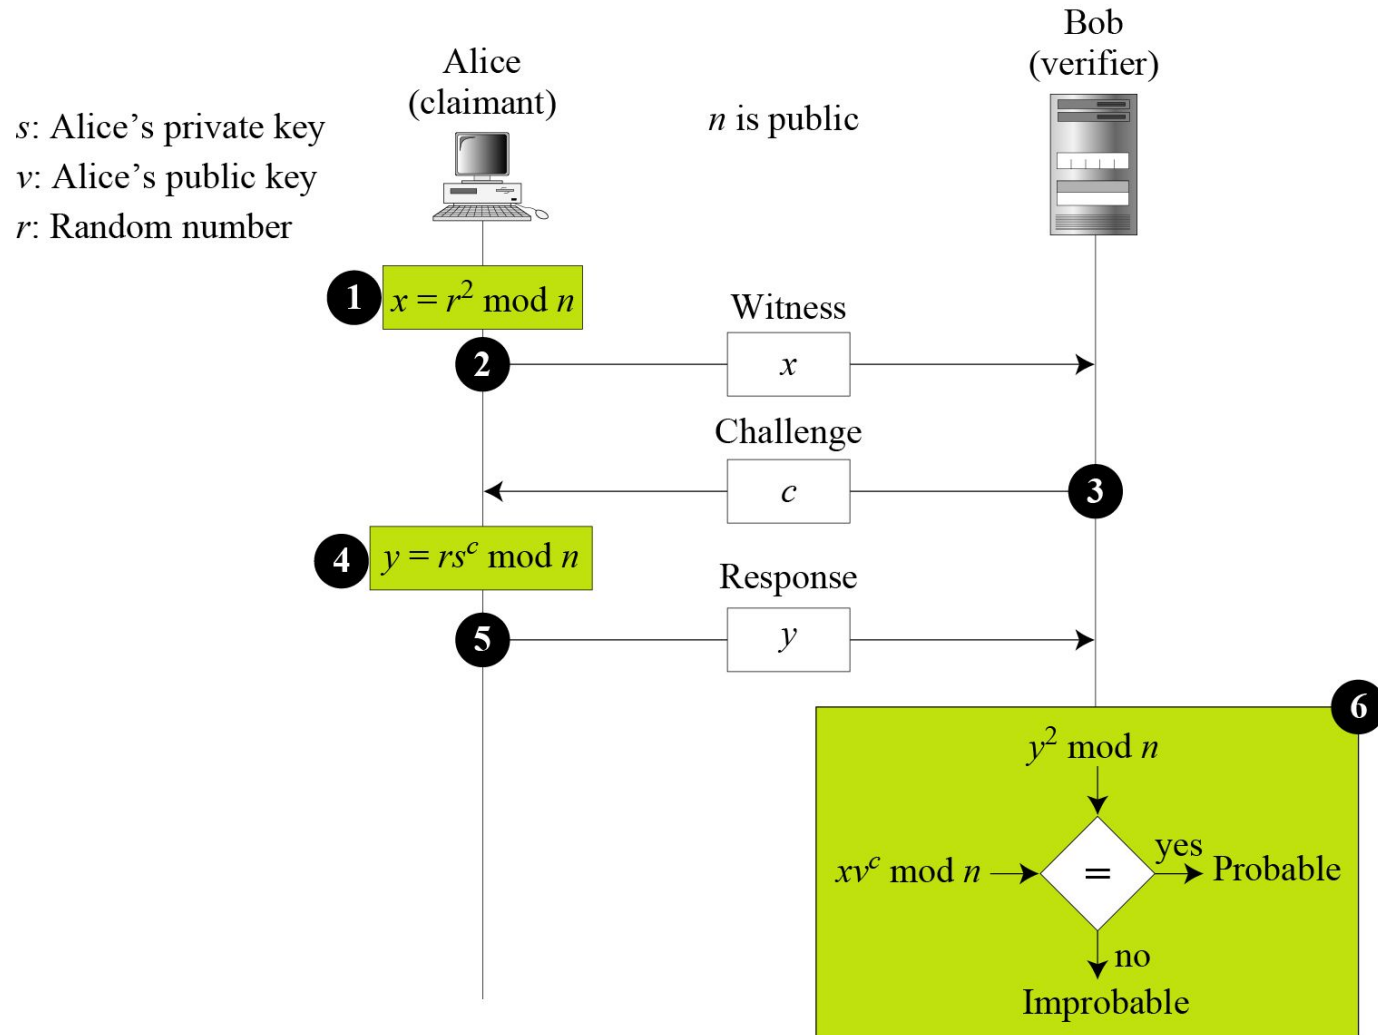 Bob
(verifier)
Alice
(claimant)
n is public
s: Alice’s private key
v: Alice’s public key
r: Random number
1
x = r² mod n
Witness
2
x
Challenge
c
3
4
y = rsᶜ mod n
Response
5
y
6
y² mod n
xvᶜ mod n
=
yes
Probable
no
Improbable